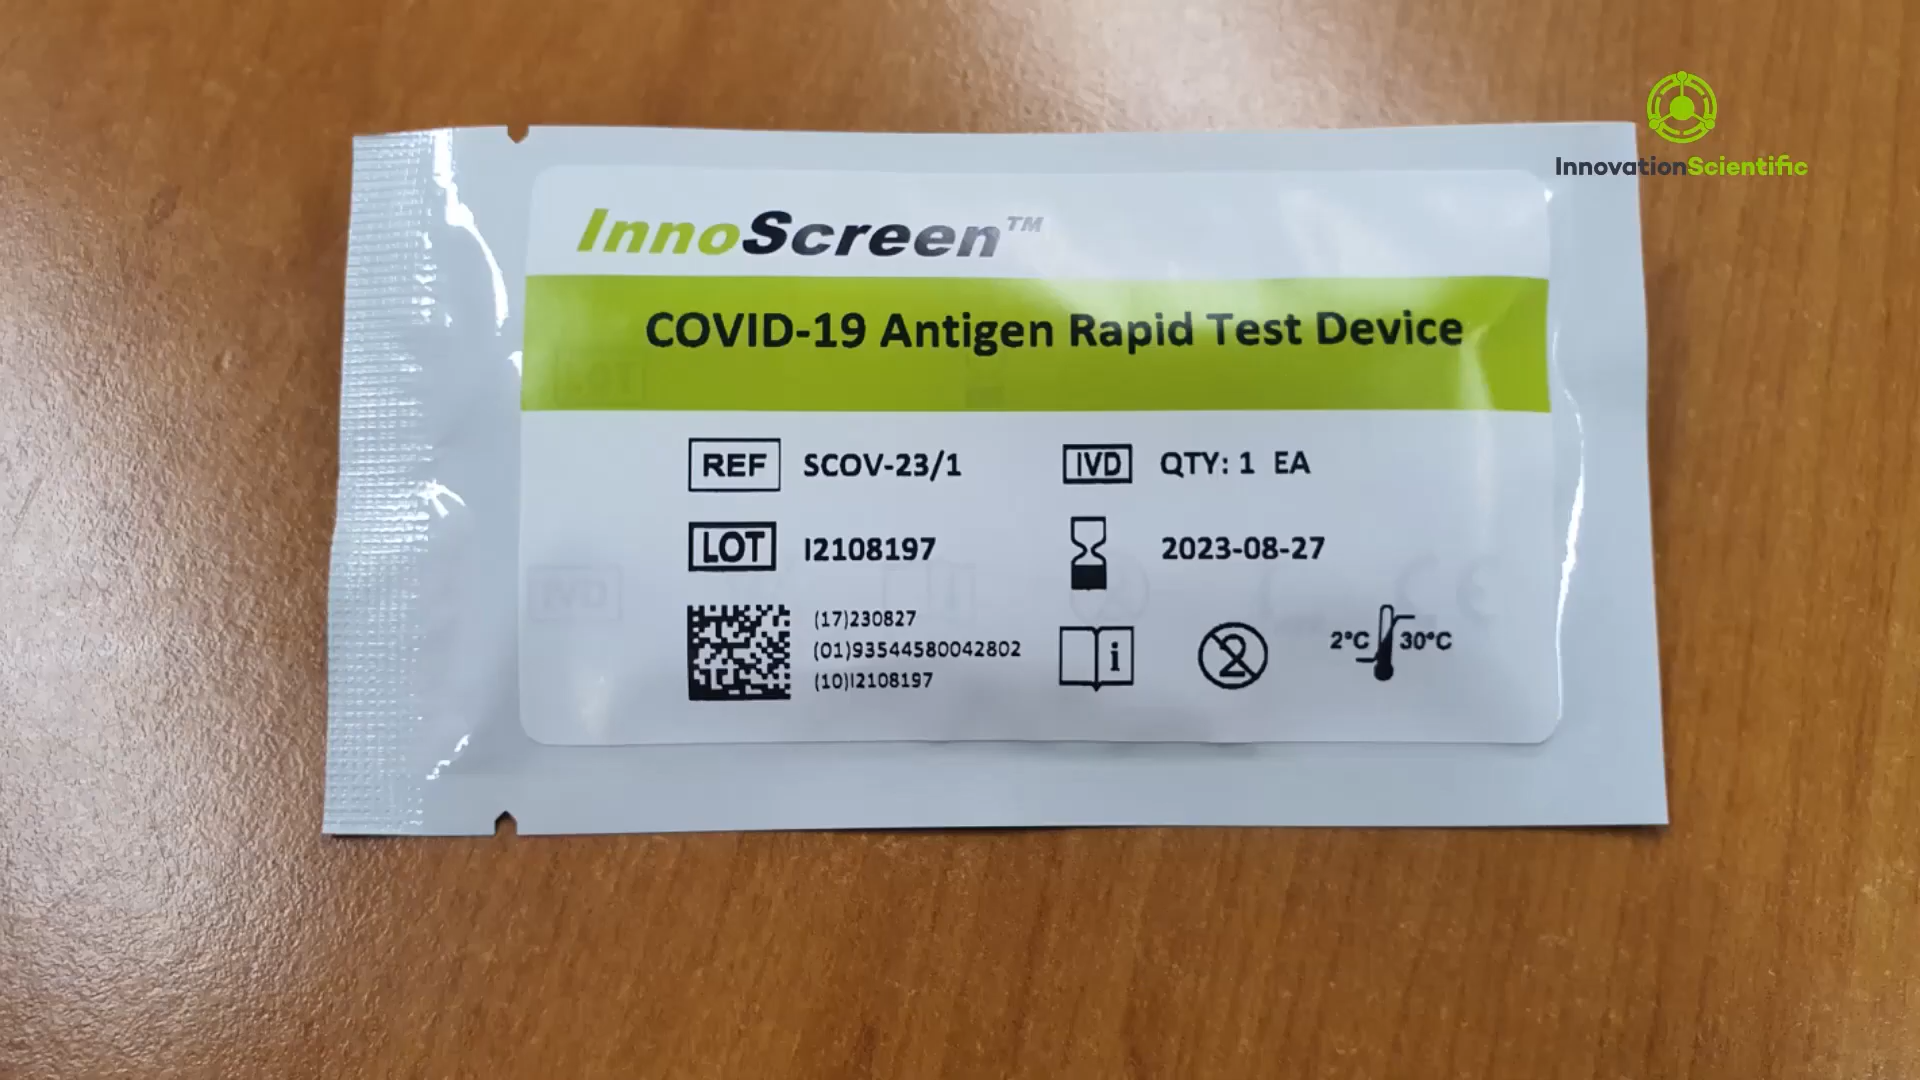 InnovationScientific
InnoScreen™
COVID-19 Antigen Rapid Test Device
REF SCOV-23/1
IVD QTY: 1 EA
LOT I2108197
2023-08-27
(17)230827
(01)93544580042802
(10)I2108197
i
2
2°C 30°C